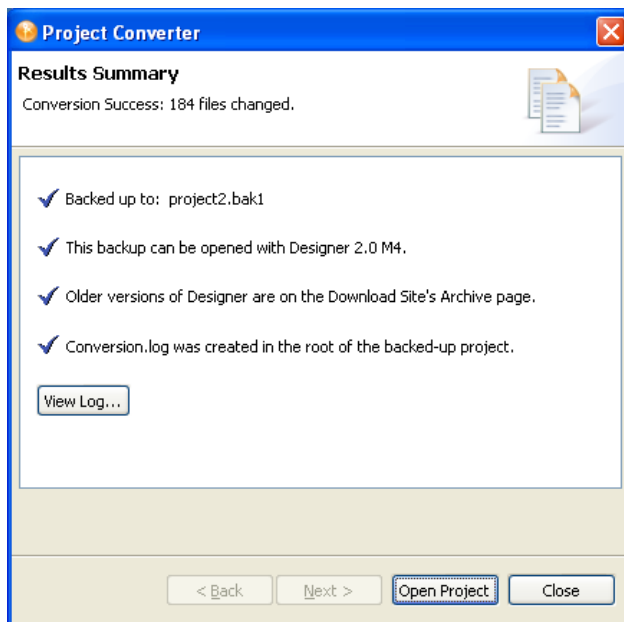 Project Converter
Results Summary
Conversion Success: 184 files changed.
Backed up to: project2.bak1
This backup can be opened with Designer 2.0 M4.
Older versions of Designer are on the Download Site's Archive page.
Conversion.log was created in the root of the backed-up project.
View Log...
< Back Next > Open Project Close